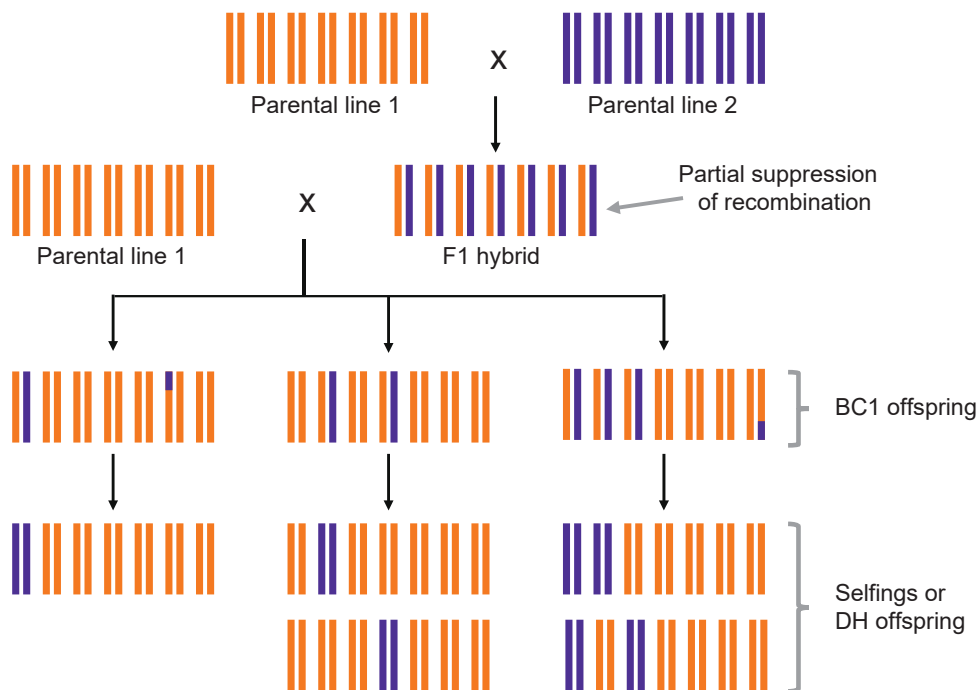 x
Parental line 1
Parental line 2
x
Partial suppression
of recombination
Parental line 1
F1 hybrid
BC1 offspring
Selfings or
DH offspring